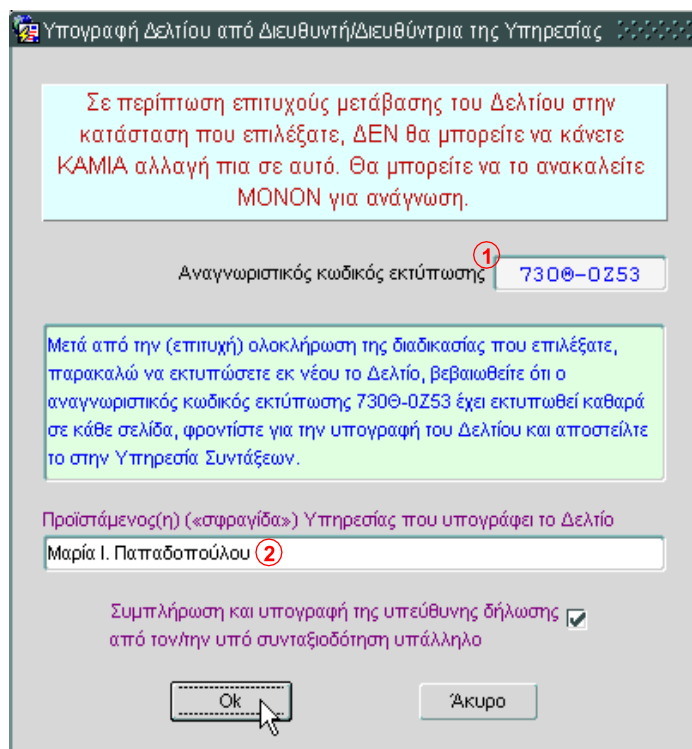 Υπογραφή Δελτίου από Διευθυντή/Διευθύντρια της Υπηρεσίας
Σε περίπτωση επιτυχούς μετάβασης του Δελτίου στην
κατάσταση που επιλέξατε, ΔΕΝ θα μπορείτε να κάνετε
ΚΑΜΙΑ αλλαγή πια σε αυτό. Θα μπορείτε να το ανακαλείτε
ΜΟΝΟΝ για ανάγνωση.
1
Αναγνωριστικός κωδικός εκτύπωσης 730Θ-0Ζ53
Μετά από την (επιτυχή) ολοκλήρωση της διαδικασίας που επιλέξατε,
παρακαλώ να εκτυπώσετε εκ νέου το Δελτίο, βεβαιωθείτε ότι ο
αναγνωριστικός κωδικός εκτύπωσης 730Θ-0Ζ53 έχει εκτυπωθεί καθαρά
σε κάθε σελίδα, φροντίστε για την υπογραφή του Δελτίου και αποστείλτε
το στην Υπηρεσία Συντάξεων.
Προϊστάμενος(η) («σφραγίδα») Υπηρεσίας που υπογράφει το Δελτίο
Μαρία Ι. Παπαδοπούλου 2
Συμπλήρωση και υπογραφή της υπεύθυνης δήλωσης
από τον/την υπό συνταξιοδότηση υπάλληλο
Ok Άκυρο